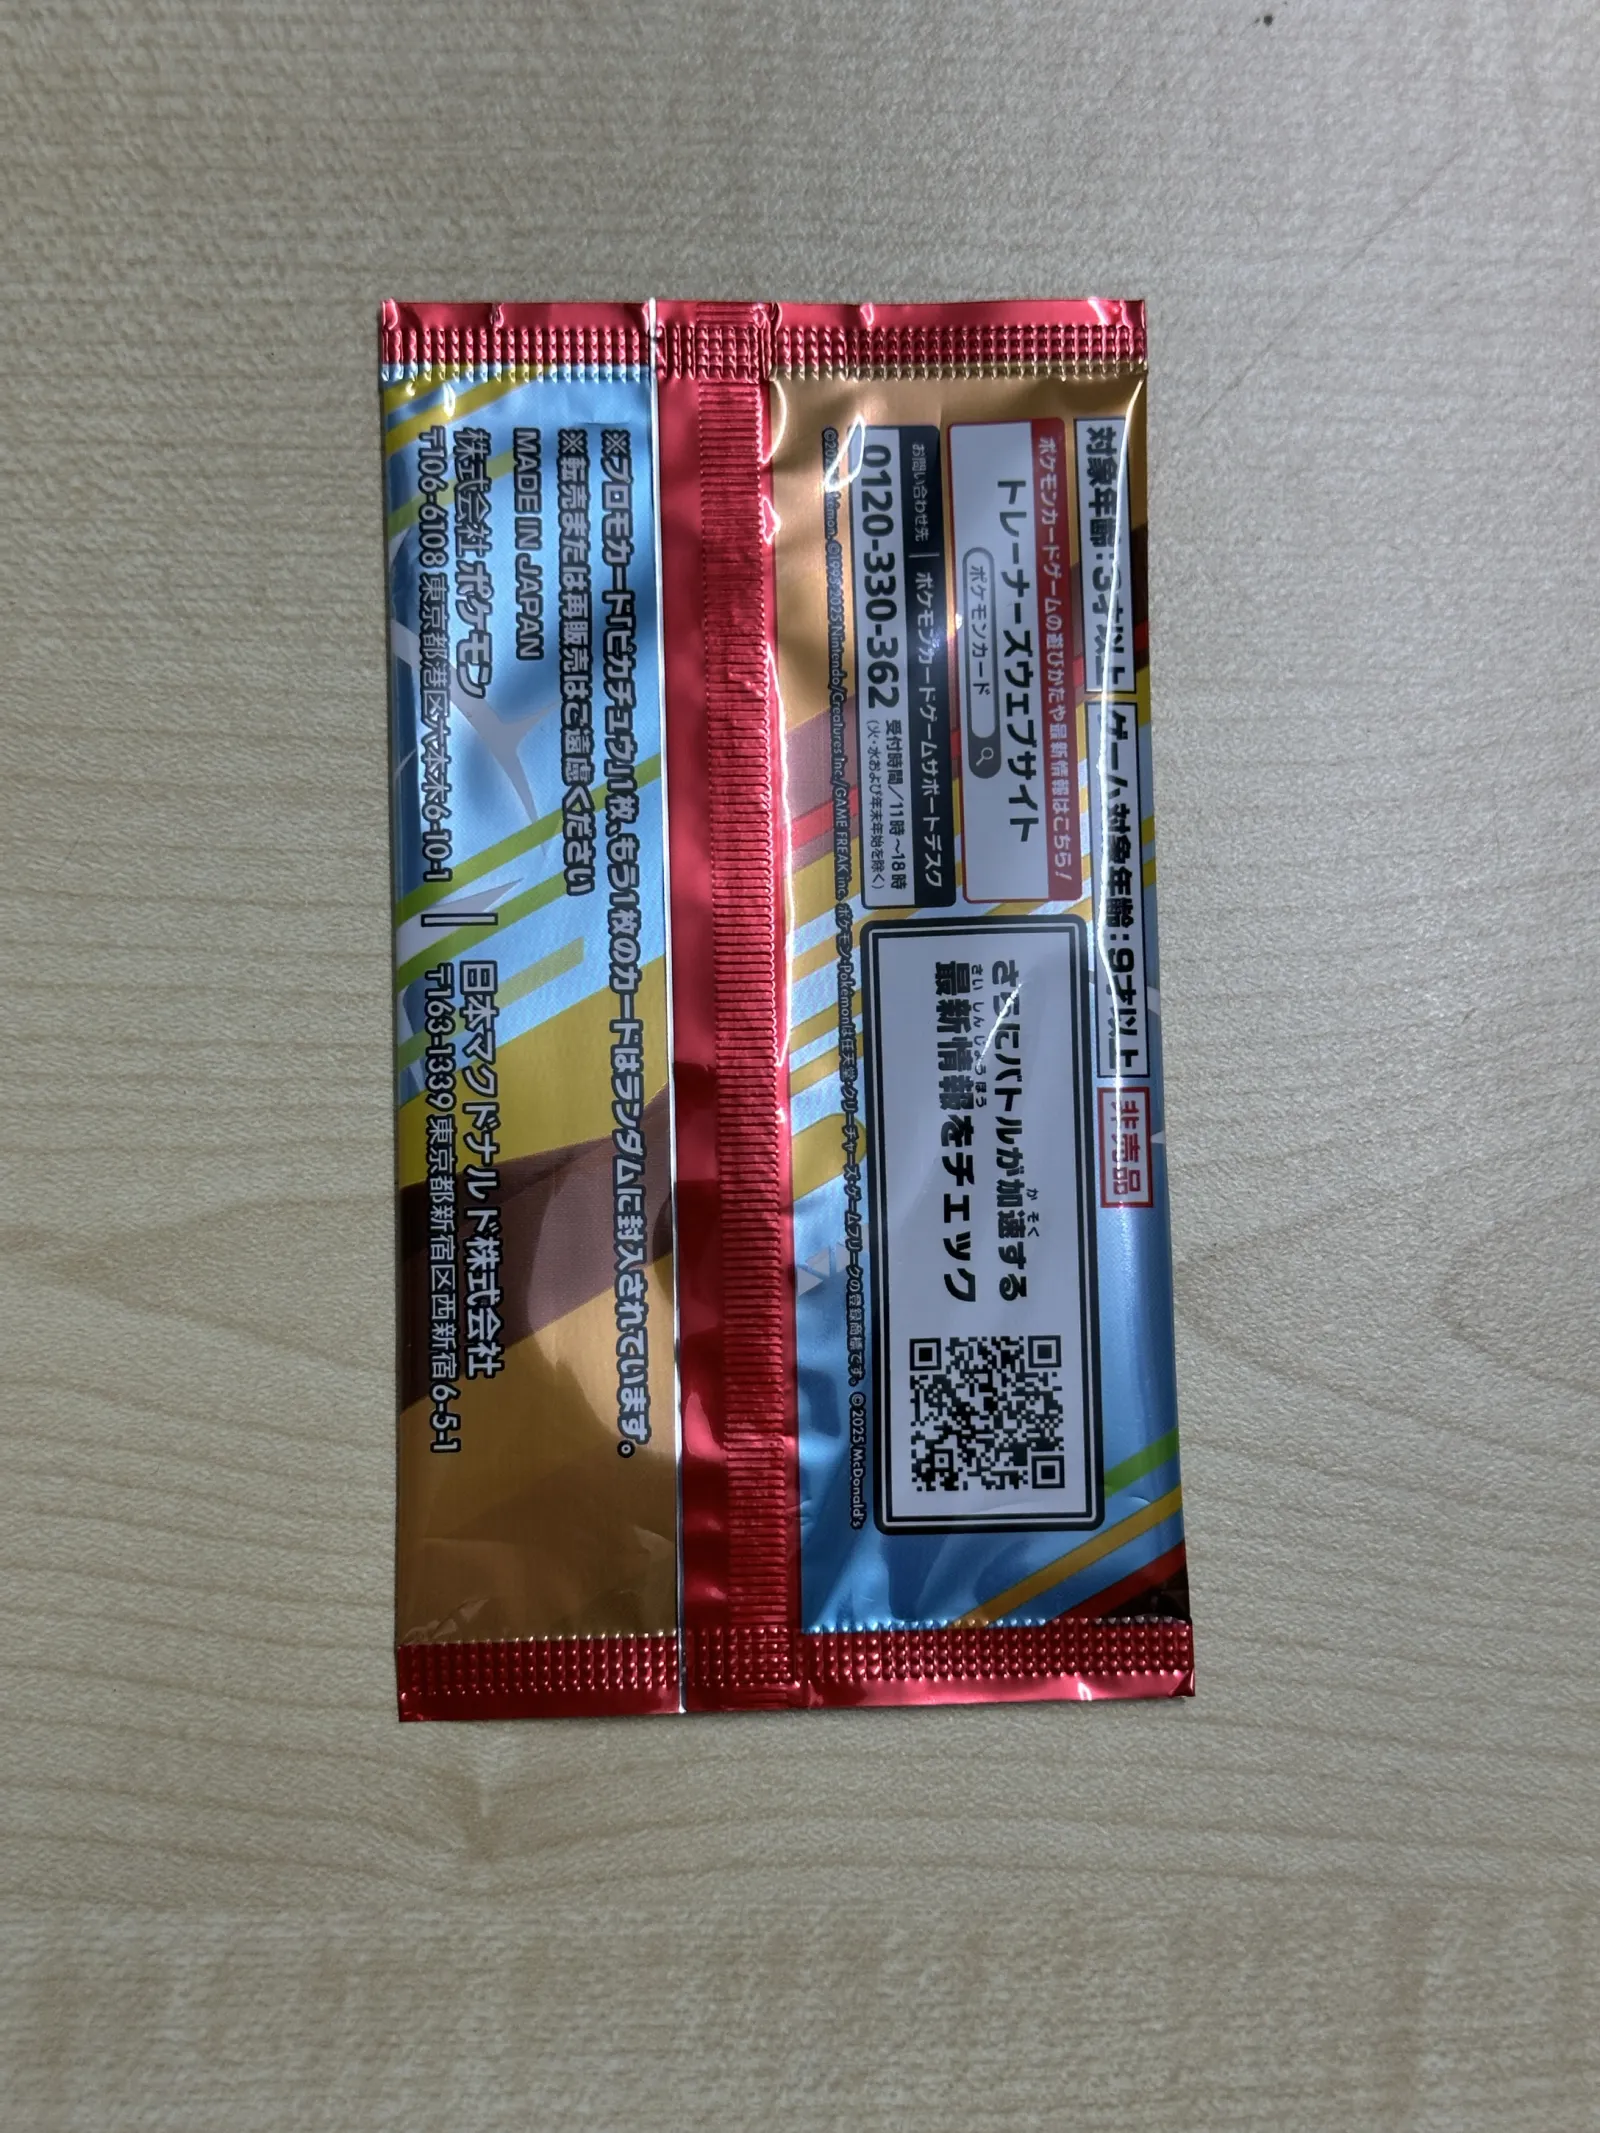 対象年齢:3才以上 ゲーム対象年齢:9才以上 非売品
ポケモンカードゲームの遊びかたや最新情報はこちら!
トレーナーズウェブサイト
ポケモンカード
お問い合わせ先 | ポケモンカードゲームサポートデスク
0120-330-362 受付時間/11時~18時
(火・水および年末年始を除く)
さらにバトルが加速する
かそく
最新情報をチェック
さいしんじょうほう
©1995-2025 Nintendo/Creatures Inc./GAME FREAK inc. ポケモン・Pokémonは任天堂・クリーチャーズ・ゲームフリークの登録商標です。 © 2025 McDonald's
※プロモカード「ピカチュウ」1枚、もう1枚のカードはランダムに封入されています。
※転売または再販売はご遠慮ください
MADE IN JAPAN
株式会社ポケモン
〒106-6108 東京都港区六本木6-10-1
日本マクドナルド株式会社
〒163-1339 東京都新宿区西新宿6-5-1